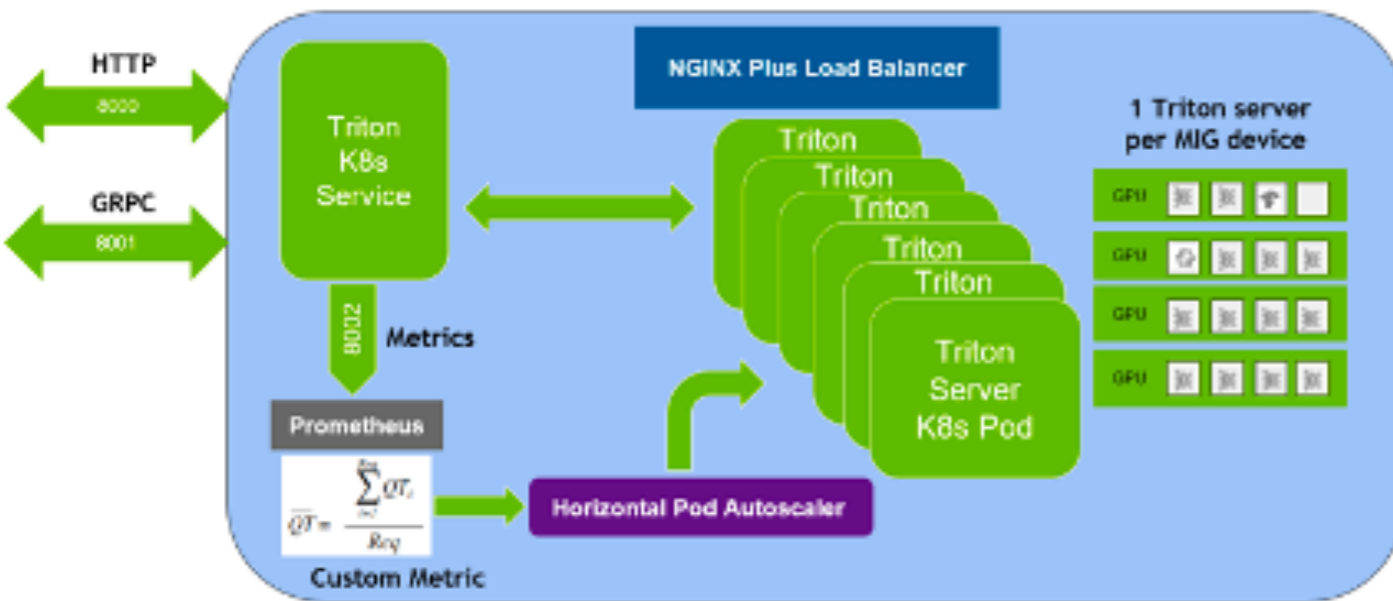 HTTP
8000
GRPC
8001
Triton
K8s
Service
8002
Metrics
Prometheus
Custom Metric
Horizontal Pod Autoscaler
NGINX Plus Load Balancer
Triton
Triton
Triton
Triton
Triton
Triton
Server
K8s Pod
1 Triton server
per MIG device
GPU
GPU
GPU
GPU